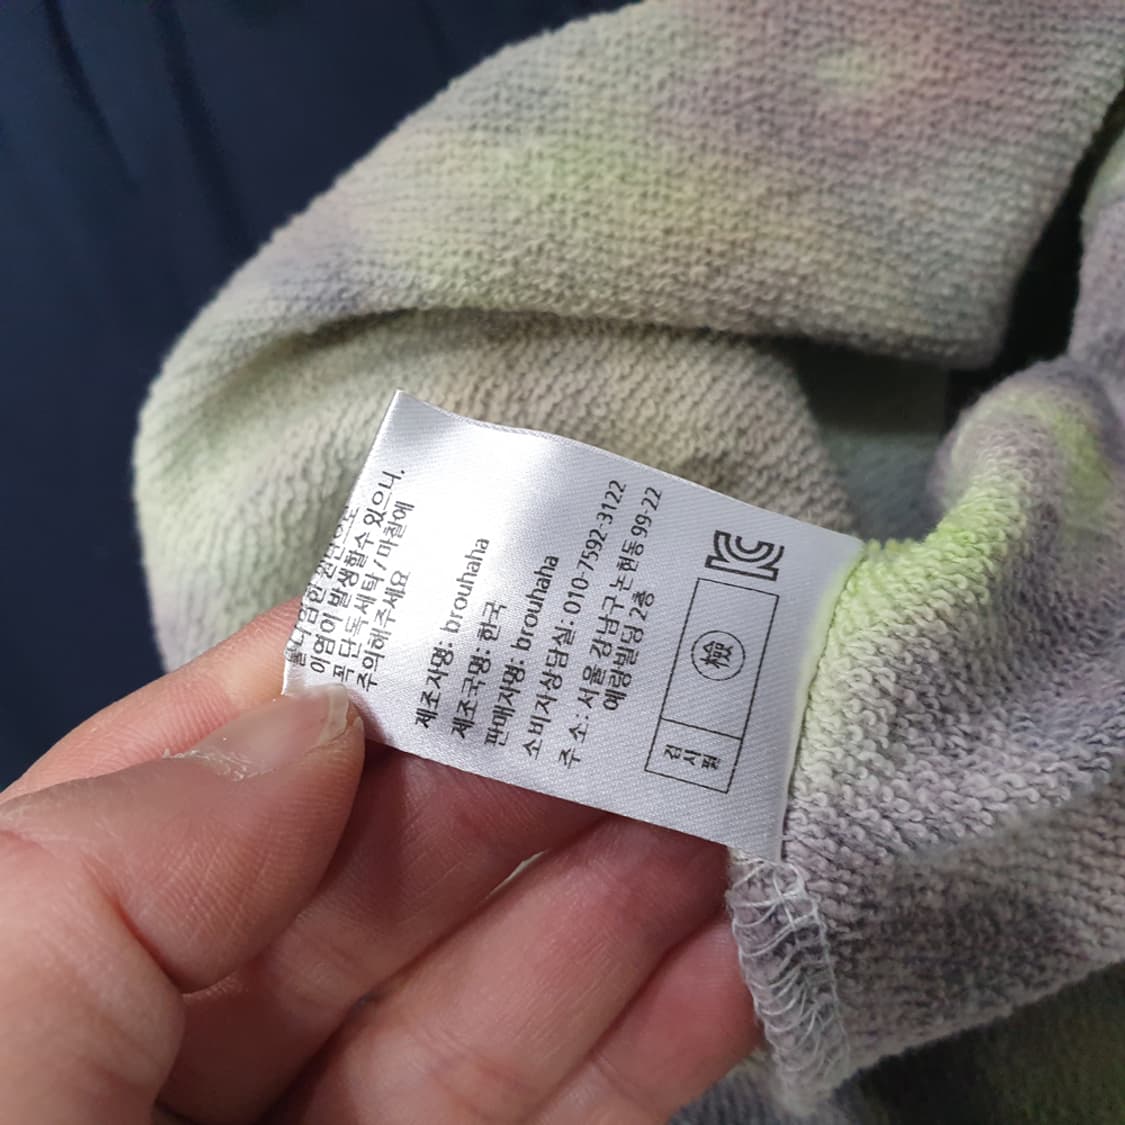 이염이 발생할수 있으니.
꼭 단독세탁/마찰에
주의해주세요
제조자명: brouhaha
제조국명: 한국
판매자명: brouhaha
소비자상담실: 010-7592-3122
주 소: 서울 강남구 논현동 99-22
예랑빌딩 2층
KC
검사필
檢